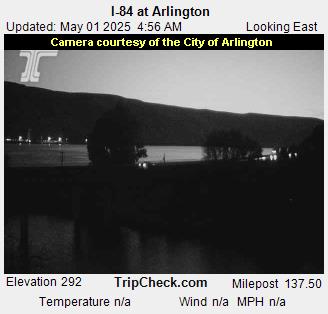 I-84 at Arlington
Updated: May 01 2025 4:56 AM Looking East
Camera courtesy of the City of Arlington
Elevation 292 TripCheck.com Milepost 137.50
Temperature n/a Wind n/a MPH n/a